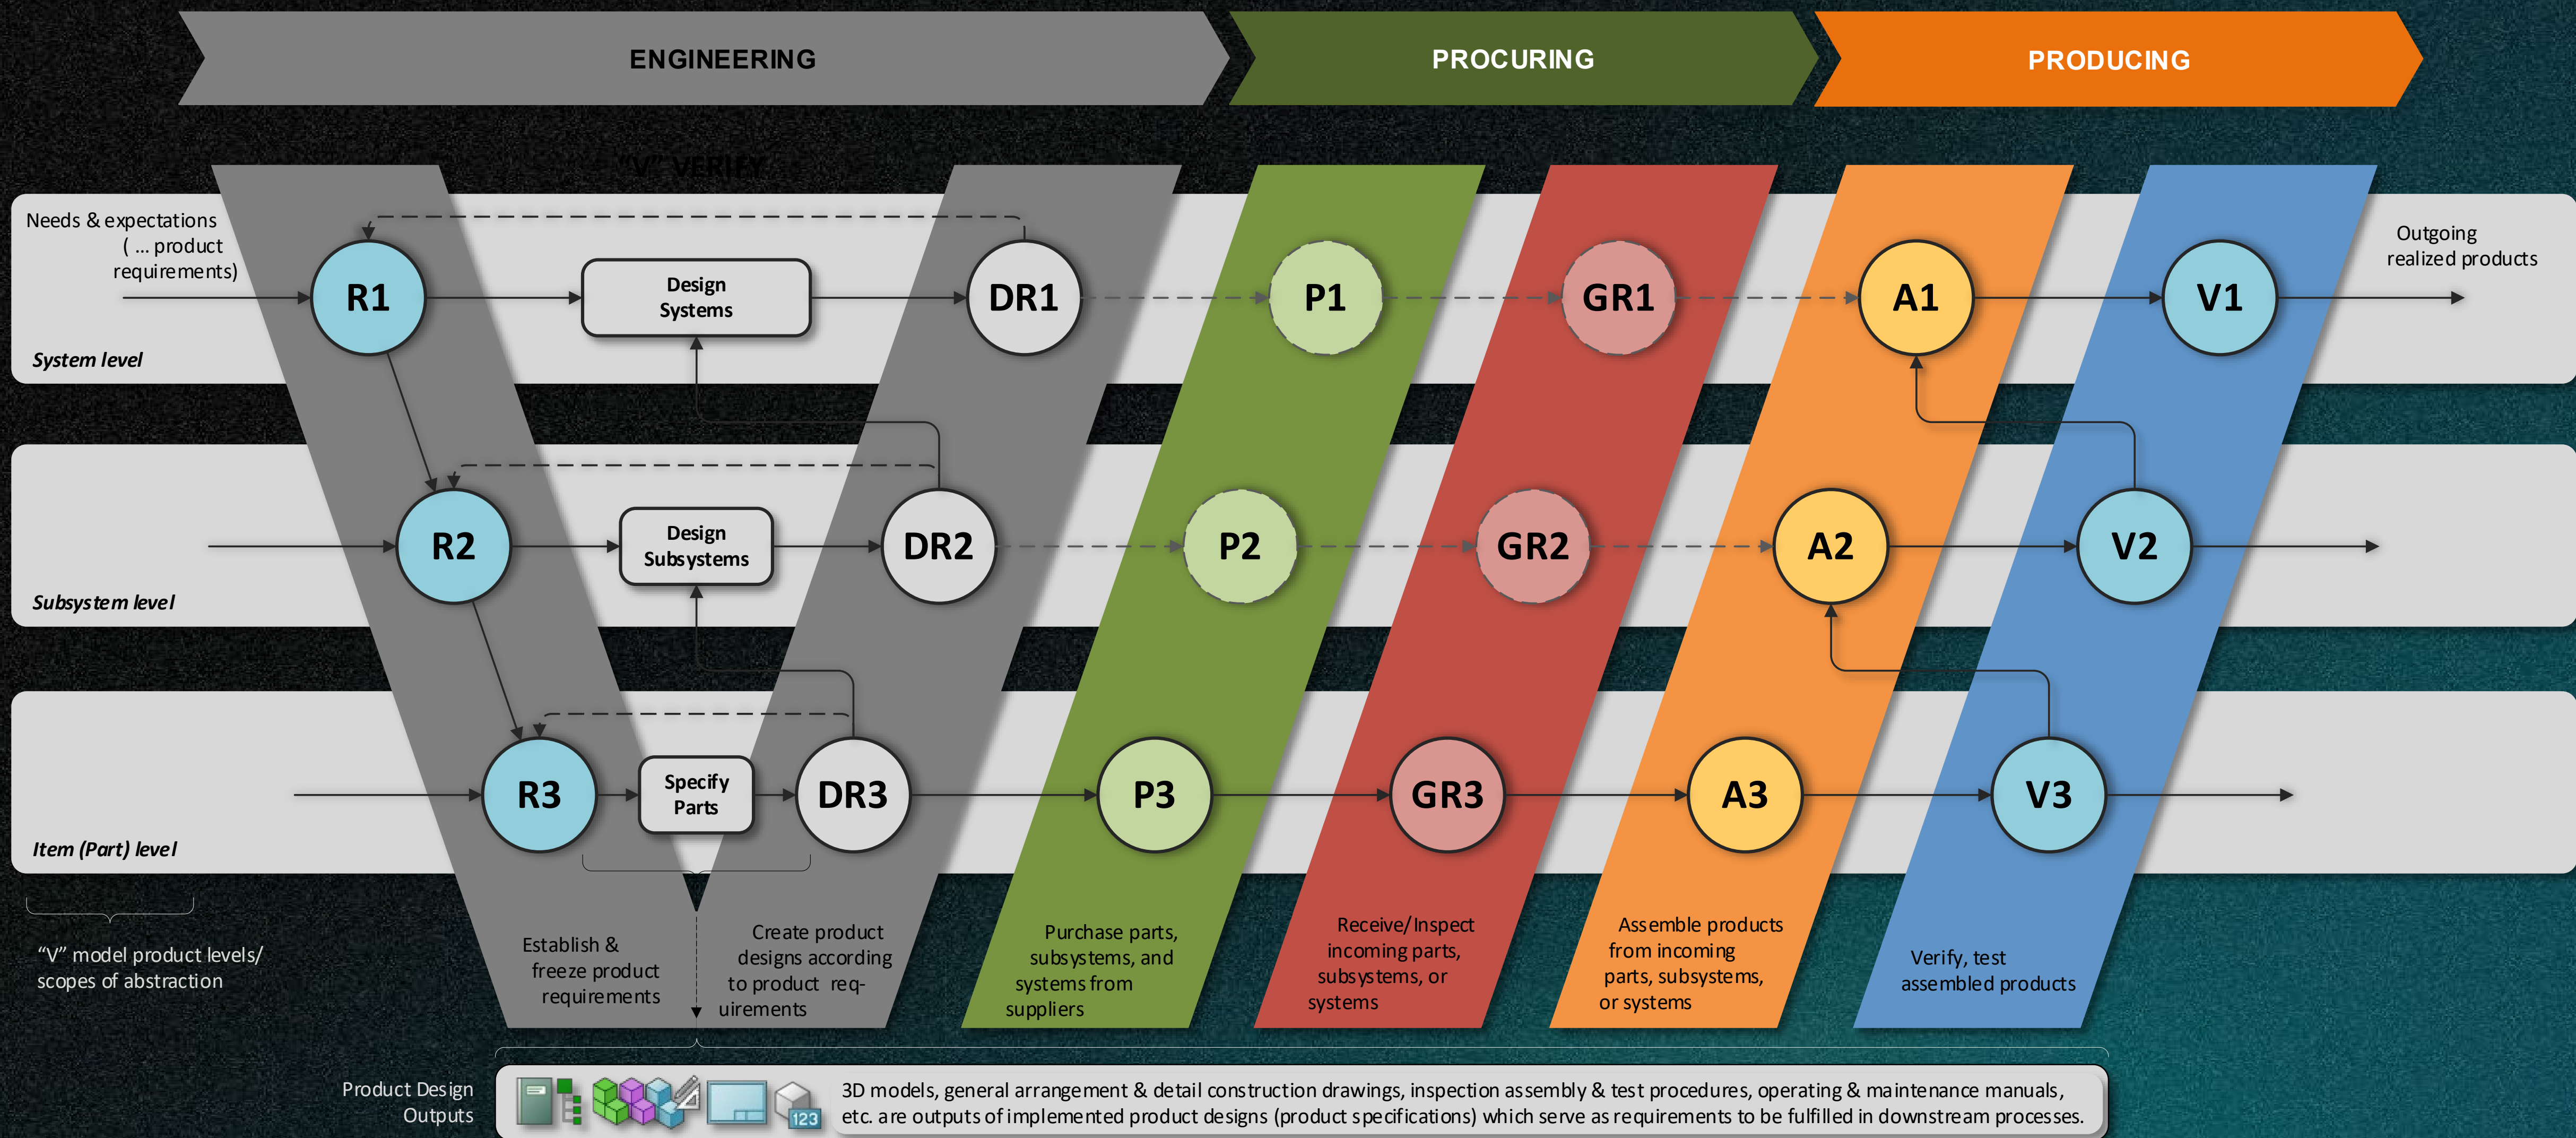 ENGINEERING
PROCURING
PRODUCING
"V" VERIFY
Needs & expectations
( ... product
requirements)
Outgoing
realized products
R1
Design
Systems
DR1
P1
GR1
A1
V1
System level
R2
Design
Subsystems
DR2
P2
GR2
A2
V2
Subsystem level
R3
Specify
Parts
DR3
P3
GR3
A3
V3
Item (Part) level
"V" model product levels/
scopes of abstraction
Establish &
freeze product
requirements
Create product
designs according
to product req-
uirements
Purchase parts,
subsystems, and
systems from
suppliers
Receive/Inspect
incoming parts,
subsystems, or
systems
Assemble products
from incoming
parts, subsystems,
or systems
Verify, test
assembled products
Product Design
Outputs
123
3D models, general arrangement & detail construction drawings, inspection assembly & test procedures, operating & maintenance manuals,
etc. are outputs of implemented product designs (product specifications) which serve as requirements to be fulfilled in downstream processes.